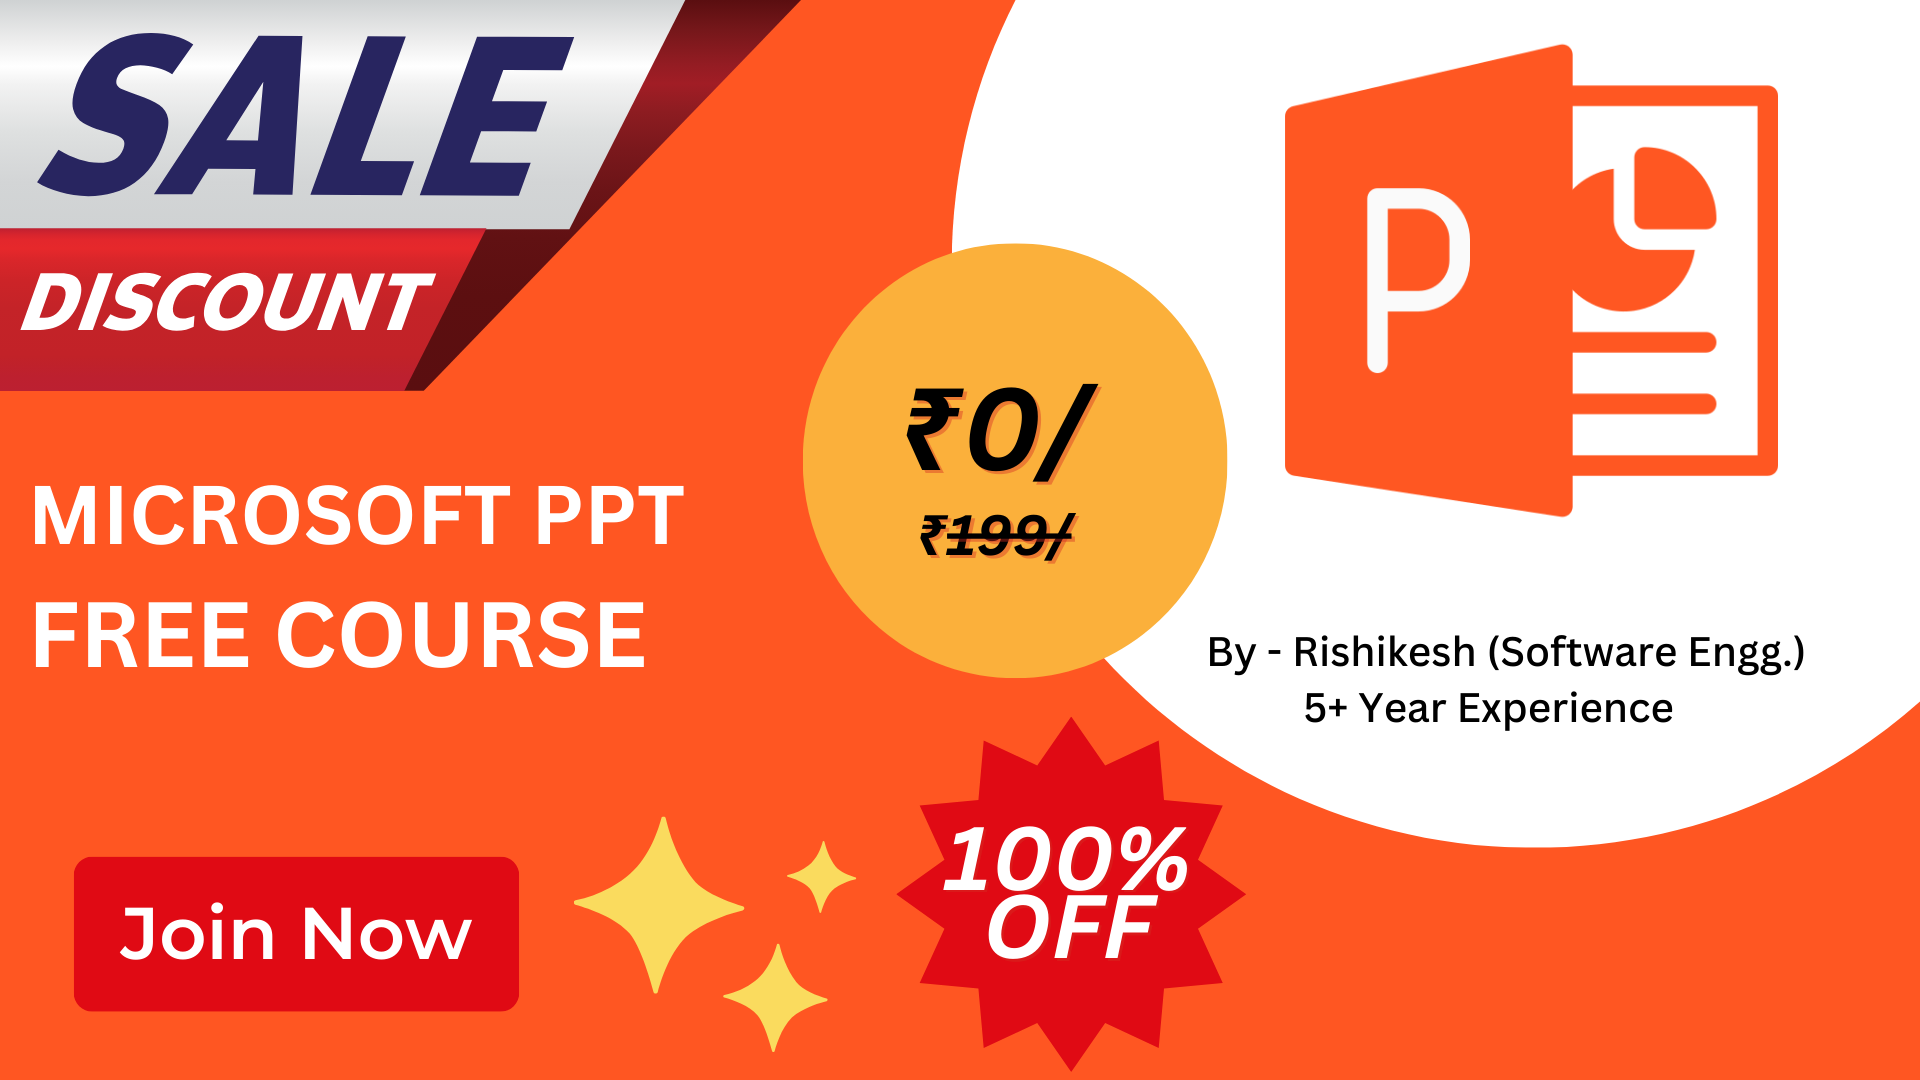 SALE
DISCOUNT
MICROSOFT PPT
FREE COURSE
₹0/
₹199/
P
By - Rishikesh (Software Engg.)
5+ Year Experience
Join Now
100%
OFF